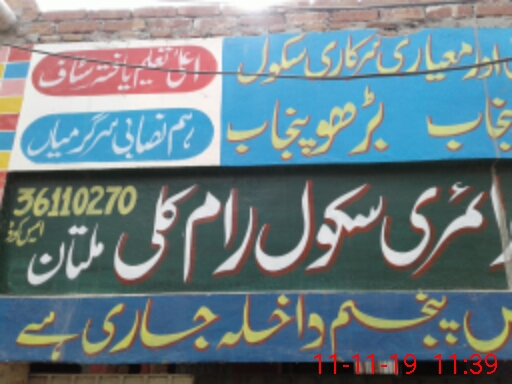 اور معیاری سرکاری سکول
اعلیٰ تعلیم یافتہ سٹاف
پنجاب بڑھو پنجاب
ہم نصابی سرگرمیاں
ائمری سکول رام کلی ملتان
36110270
ایس کوڈ
پنجم داخلہ جاری ہے
11-11-19 11:39